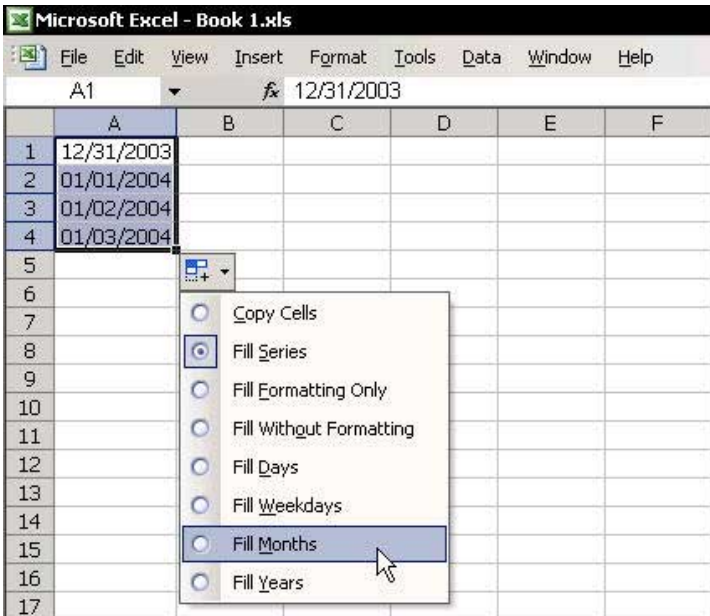 Microsoft Excel - Book 1.xls
File Edit View Insert Format Tools Data Window Help
A1 fx 12/31/2003
A B C D E F
1 12/31/2003
2 01/01/2004
3 01/02/2004
4 01/03/2004
5
6
7 Copy Cells
8 Fill Series
9 Fill Formatting Only
10
11 Fill Without Formatting
12 Fill Days
13 Fill Weekdays
14
15 Fill Months
16 Fill Years
17